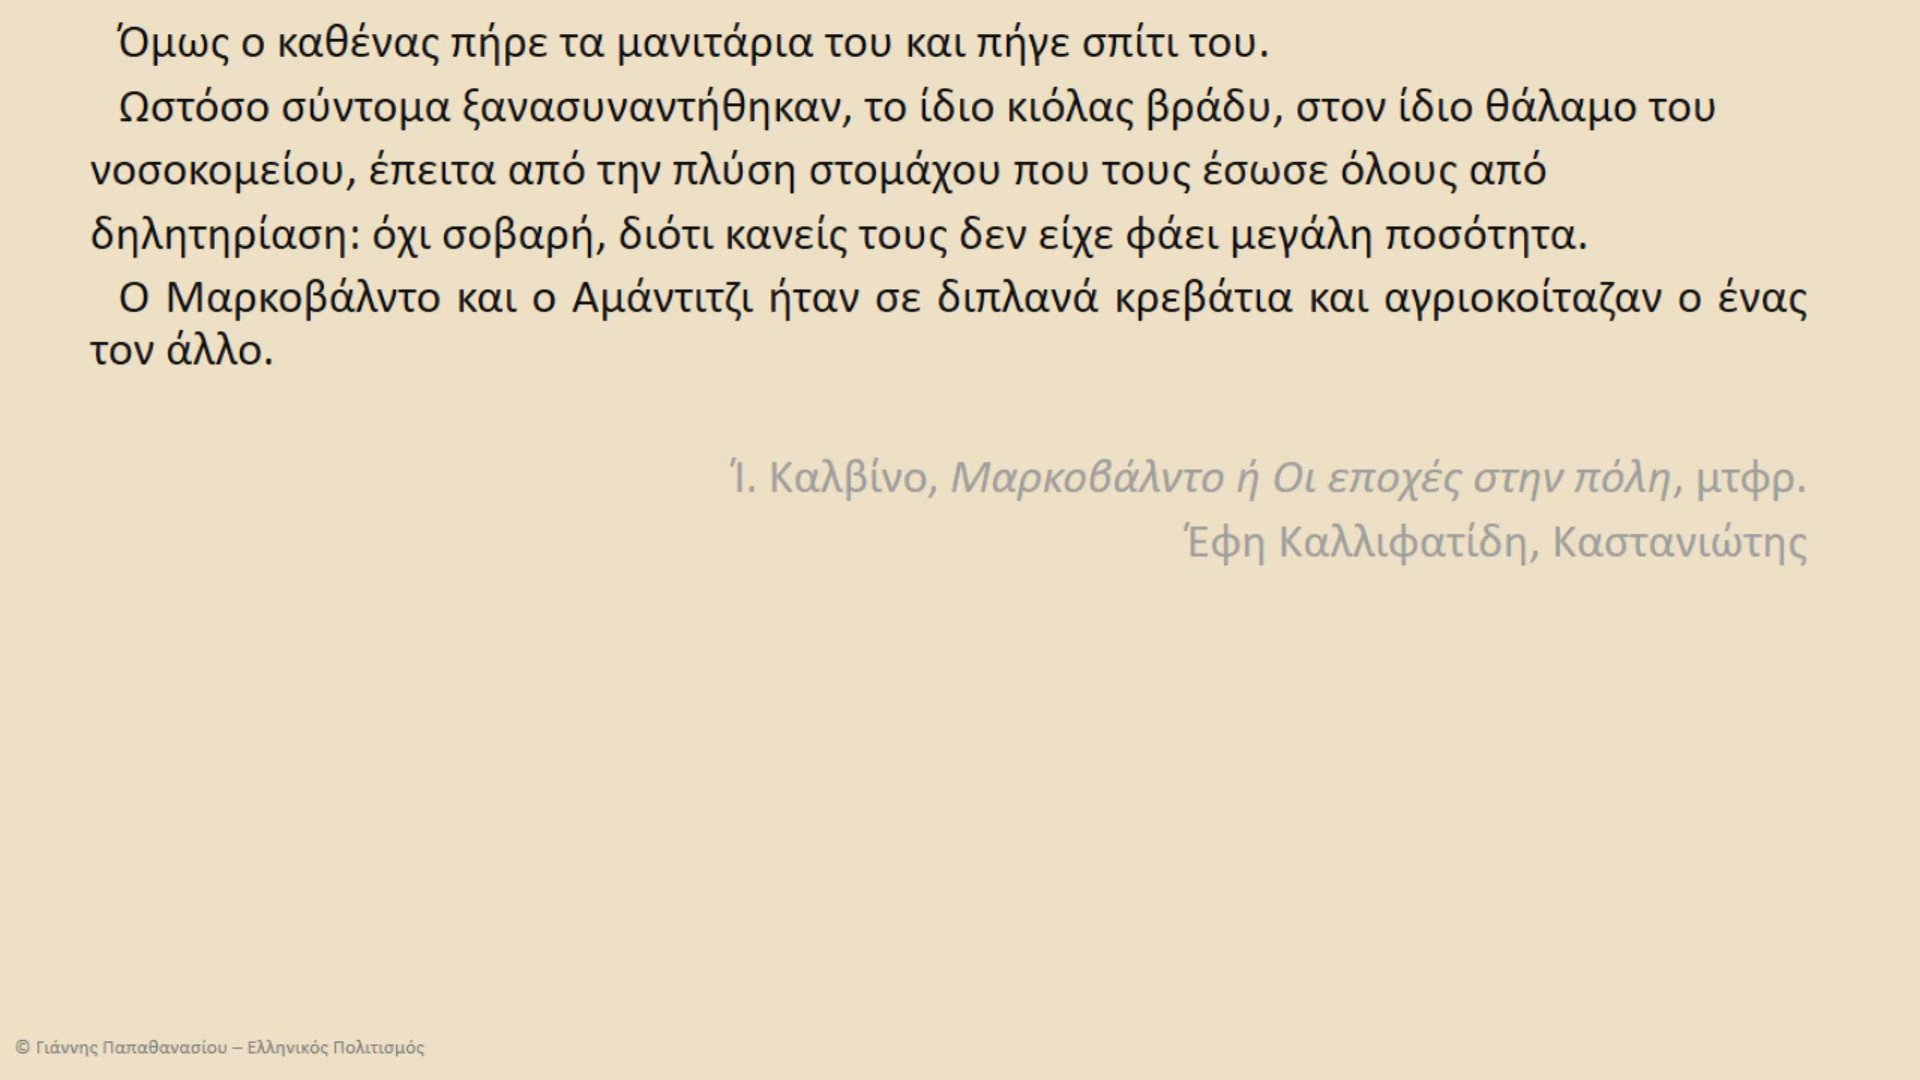 Όμως ο καθένας πήρε τα μανιτάρια του και πήγε σπίτι του.
Ωστόσο σύντομα ξανασυναντήθηκαν, το ίδιο κιόλας βράδυ, στον ίδιο θάλαμο του
νοσοκομείου, έπειτα από την πλύση στομάχου που τους έσωσε όλους από
δηλητηρίαση: όχι σοβαρή, διότι κανείς τους δεν είχε φάει μεγάλη ποσότητα.
Ο Μαρκοβάλντο και ο Αμάντιτζι ήταν σε διπλανά κρεβάτια και αγριοκοίταζαν ο ένας
τον άλλο.
Ί. Καλβίνο, Μαρκοβάλντο ή Οι εποχές στην πόλη, μτφρ.
Έφη Καλλιφατίδη, Καστανιώτης
© Γιάννης Παπαθανασίου – Ελληνικός Πολιτισμός